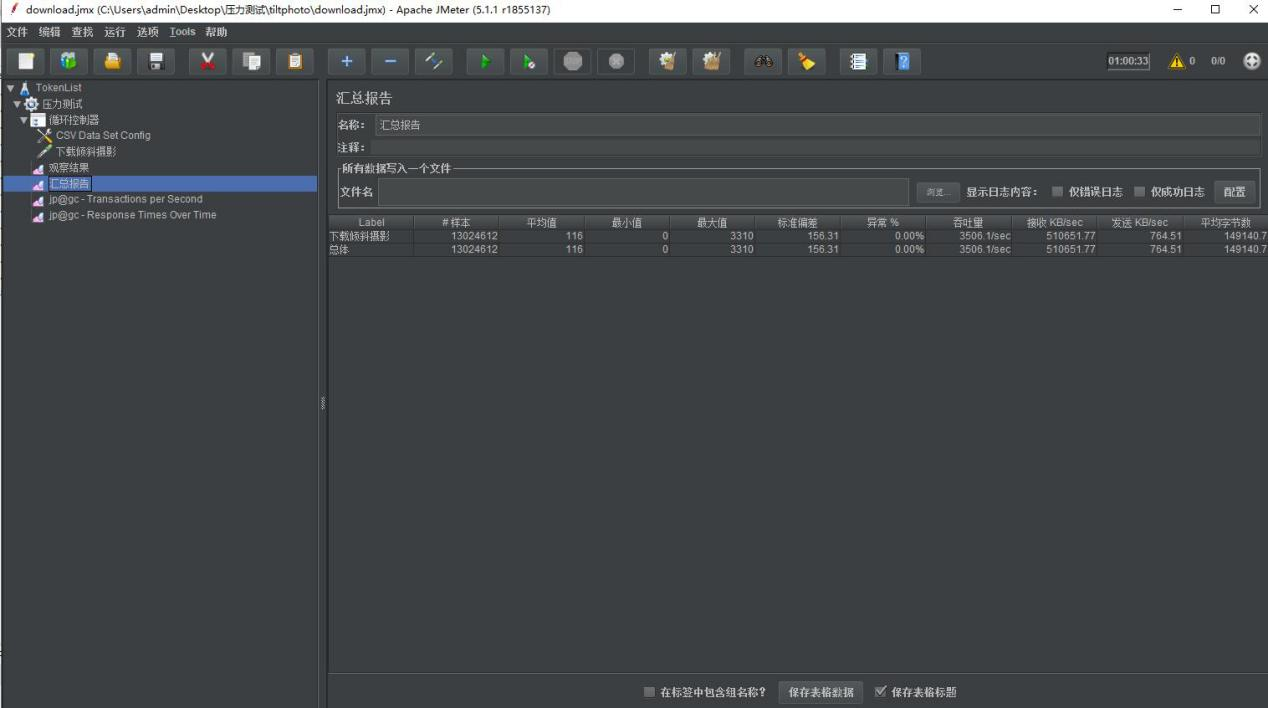 download.jmx (C:\Users\admin\Desktop\压力测试\tiltphoto\download.jmx) - Apache JMeter (5.1.1 r1855137)
文件 编辑 查找 运行 选项 Tools 帮助
01:00:33 0 0/0
TokenList
压力测试
循环控制器
CSV Data Set Config
下载倾斜摄影
观察结果
汇总报告
jp@gc - Transactions per Second
jp@gc - Response Times Over Time
汇总报告
名称: 汇总报告
注释:
所有数据写入一个文件
文件名 浏览... 显示日志内容: 仅错误日志 仅成功日志 配置
Label # 样本 平均值 最小值 最大值 标准偏差 异常 % 吞吐量 接收 KB/sec 发送 KB/sec 平均字节数
下载倾斜摄影 13024612 116 0 3310 156.31 0.00% 3506.1/sec 510651.77 764.51 149140.7
总体 13024612 116 0 3310 156.31 0.00% 3506.1/sec 510651.77 764.51 149140.7
在标签中包含组名称? 保存表格数据 保存表格标题